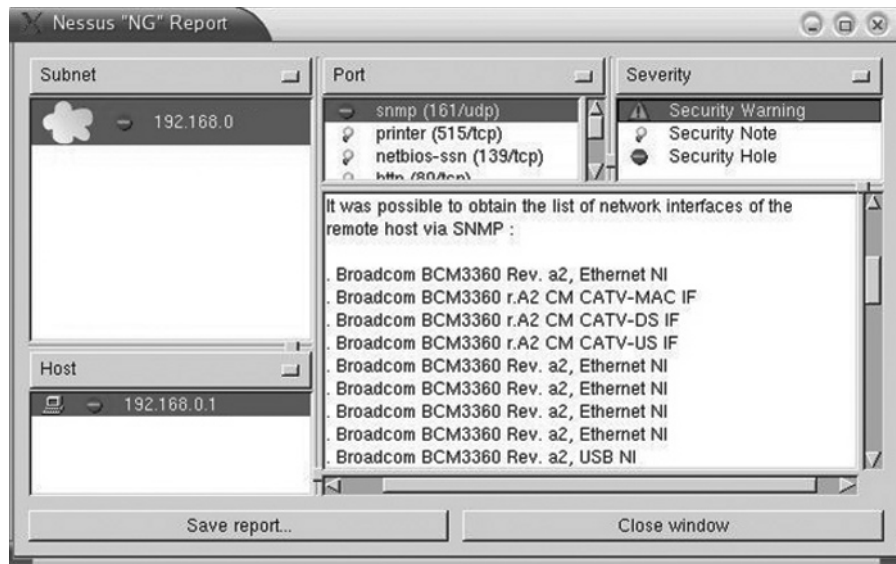 Nessus "NG" Report
Subnet
192.168.0
Port
snmp (161/udp)
printer (515/tcp)
netbios-ssn (139/tcp)
http (80/tcp)
Severity
Security Warning
Security Note
Security Hole
It was possible to obtain the list of network interfaces of the
remote host via SNMP :
. Broadcom BCM3360 Rev. a2, Ethernet NI
. Broadcom BCM3360 r.A2 CM CATV-MAC IF
. Broadcom BCM3360 r.A2 CM CATV-DS IF
. Broadcom BCM3360 r.A2 CM CATV-US IF
. Broadcom BCM3360 Rev. a2, Ethernet NI
. Broadcom BCM3360 Rev. a2, Ethernet NI
. Broadcom BCM3360 Rev. a2, Ethernet NI
. Broadcom BCM3360 Rev. a2, Ethernet NI
. Broadcom BCM3360 Rev. a2, USB NI
Host
192.168.0.1
Save report...
Close window